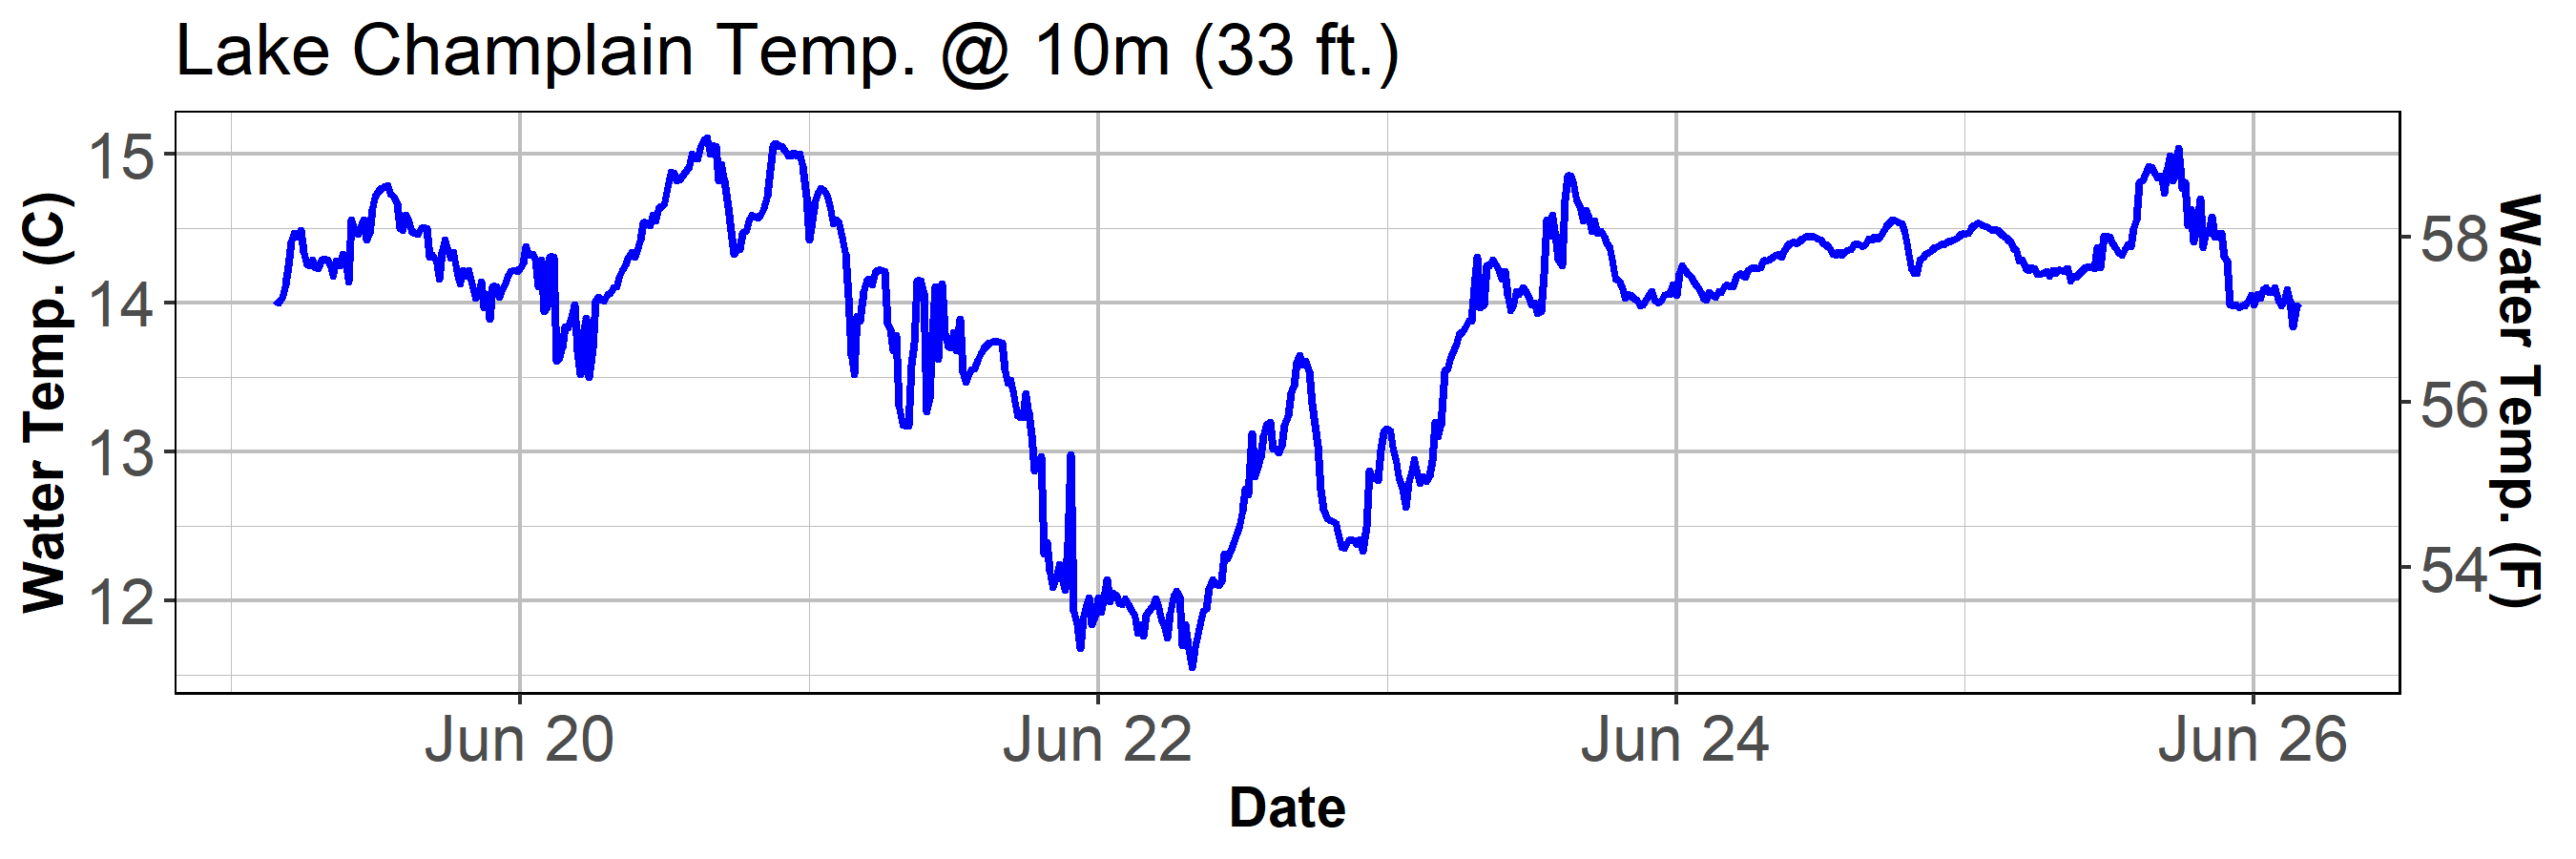 Lake Champlain Temp. @ 10m (33 ft.)
Water Temp. (C)
15
14
13
12
58
56
54
Water Temp. (F)
Jun 20
Jun 22
Jun 24
Jun 26
Date